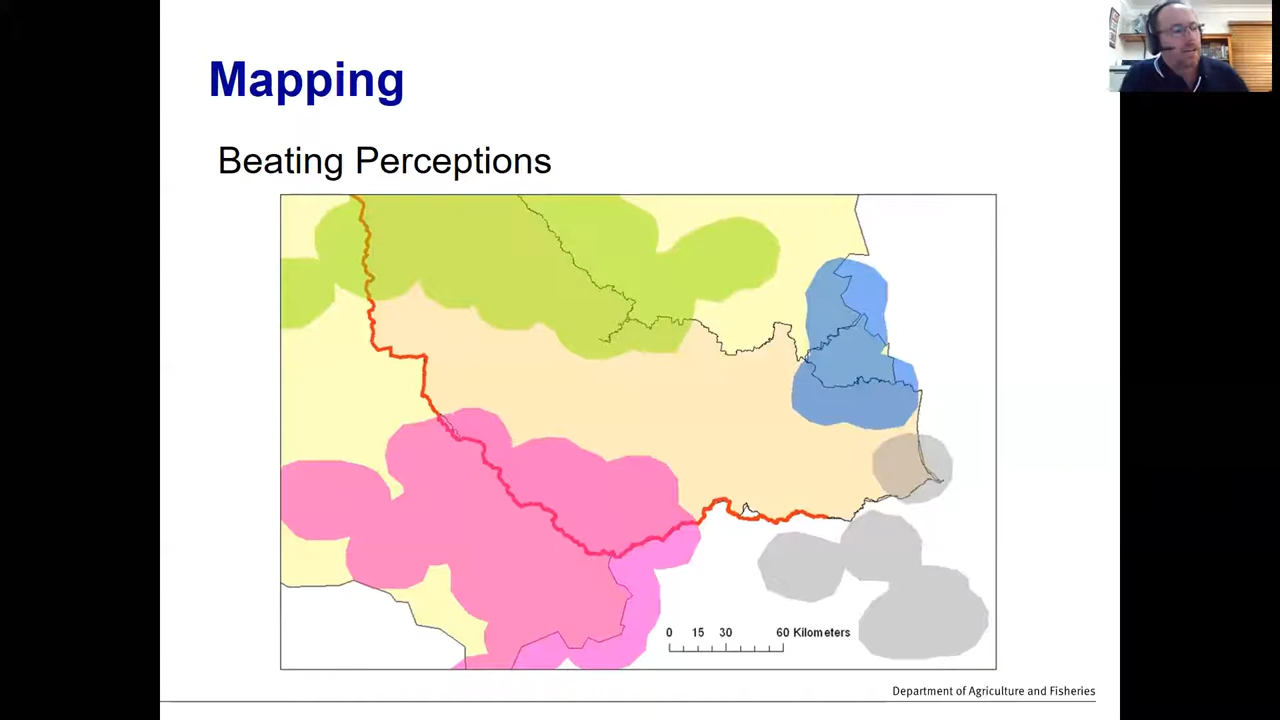 Mapping
Beating Perceptions
0 15 30 60 Kilometers
Department of Agriculture and Fisheries